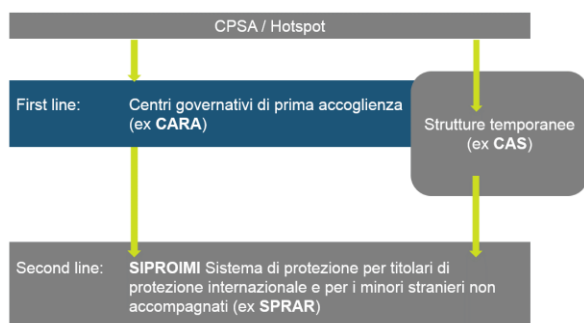 CPSA / Hotspot
First line: Centri governativi di prima accoglienza
(ex CARA)
Strutture temporanee
(ex CAS)
Second line: SIPROIMI Sistema di protezione per titolari di
protezione internazionale e per i minori stranieri non
accompagnati (ex SPRAR)